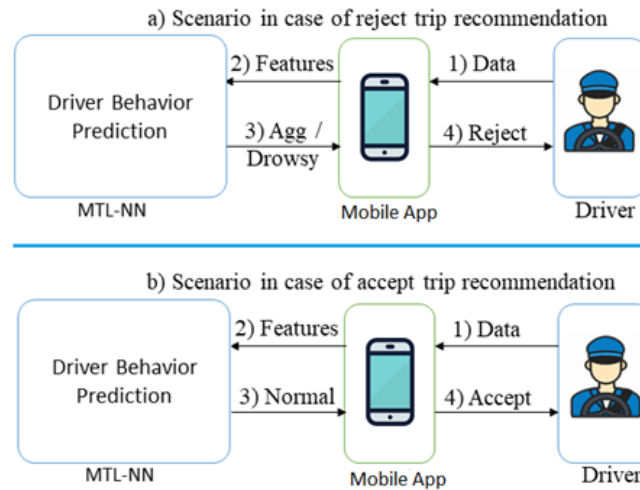 a) Scenario in case of reject trip recommendation
2) Features
1) Data
Driver Behavior
Prediction
3) Agg /
Drowsy
4) Reject
MTL-NN
Mobile App
Driver
b) Scenario in case of accept trip recommendation
2) Features
1) Data
Driver Behavior
Prediction
3) Normal
4) Accept
MTL-NN
Mobile App
Driver